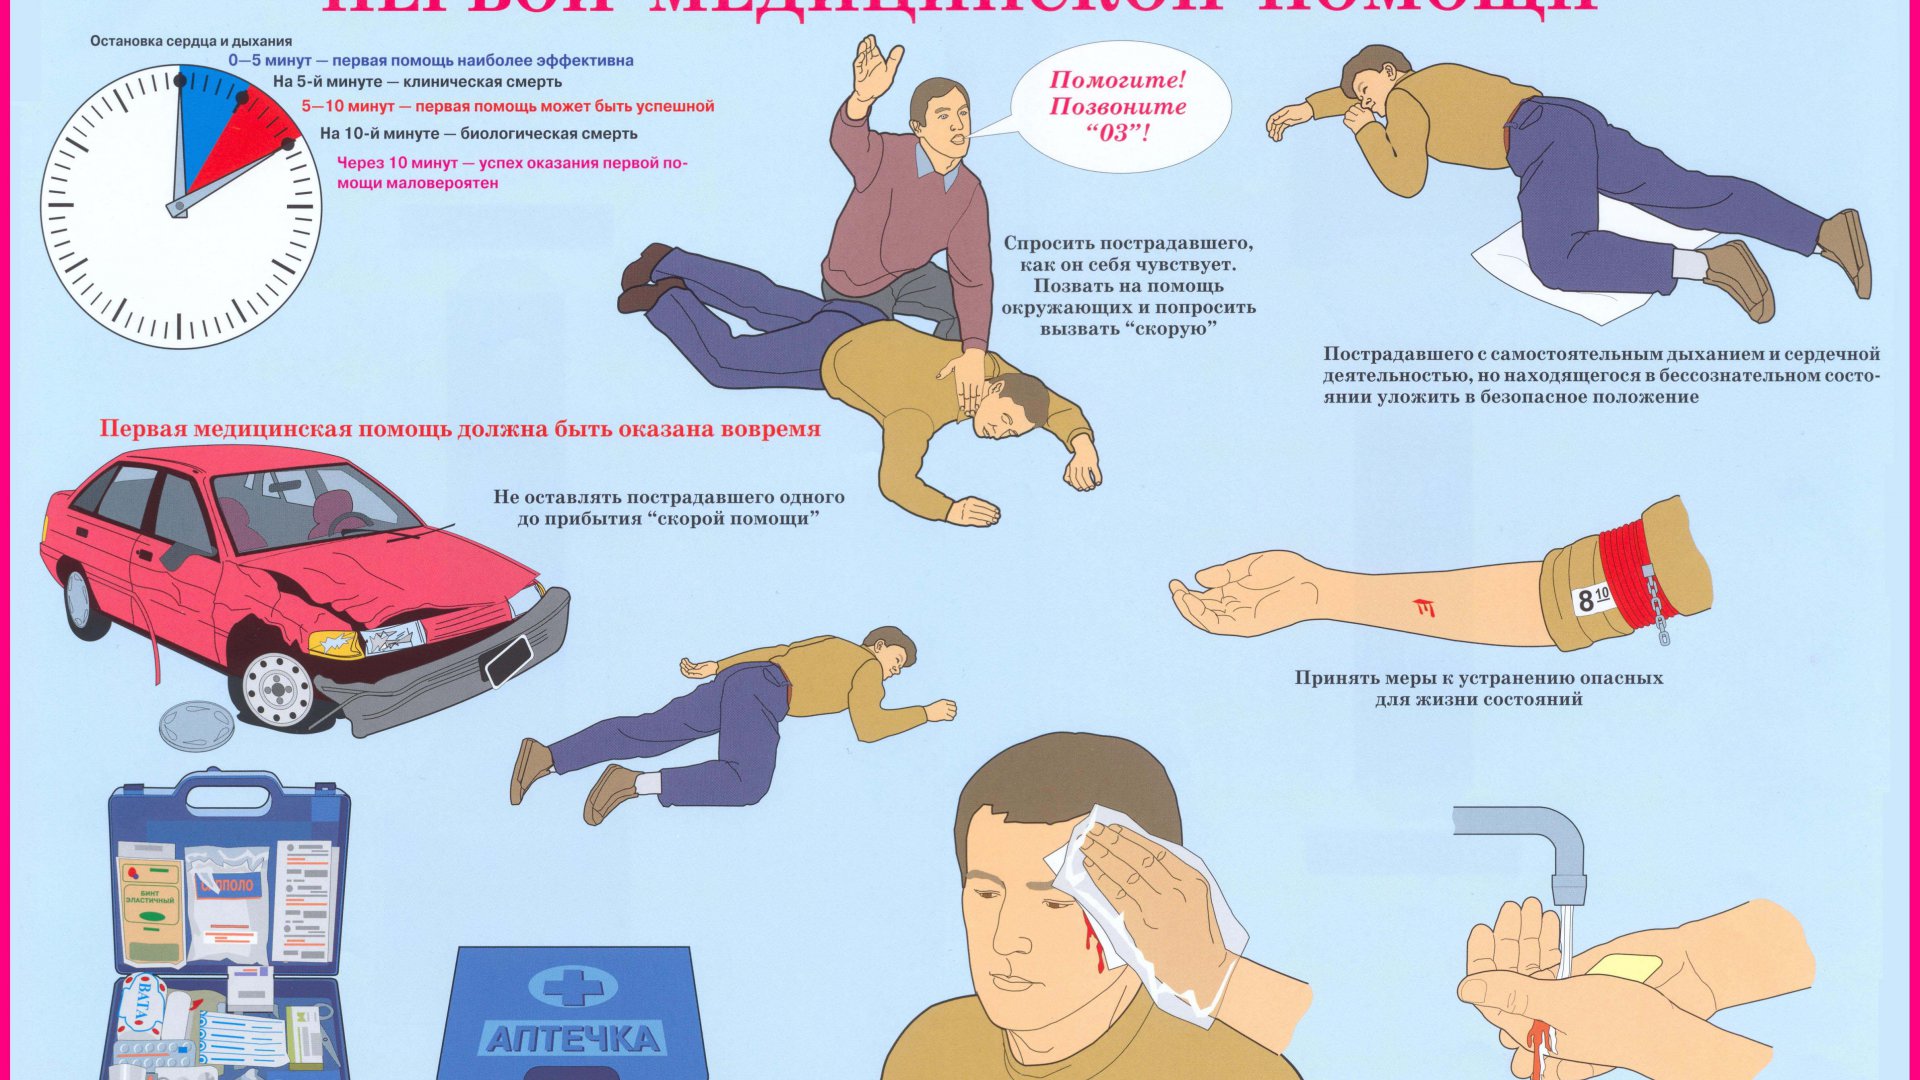 ПЕРВОЙ МЕДИЦИНСКОЙ ПОМОЩИ
Остановка сердца и дыхания
0—5 минут — первая помощь наиболее эффективна
На 5-й минуте — клиническая смерть
5—10 минут — первая помощь может быть успешной
На 10-й минуте — биологическая смерть
Через 10 минут — успех оказания первой по-
мощи маловероятен
Помогите!
Позвоните
“03”!
Спросить пострадавшего,
как он себя чувствует.
Позвать на помощь
окружающих и попросить
вызвать “скорую”
Пострадавшего с самостоятельным дыханием и сердечной
деятельностью, но находящегося в бессознательном состо-
янии уложить в безопасное положение
Первая медицинская помощь должна быть оказана вовремя
Не оставлять пострадавшего одного
до прибытия “скорой помощи”
8 10
Принять меры к устранению опасных
для жизни состояний
БИНТ
ЭЛАСТИЧНЫЙ
ВАТА
АПТЕЧКА